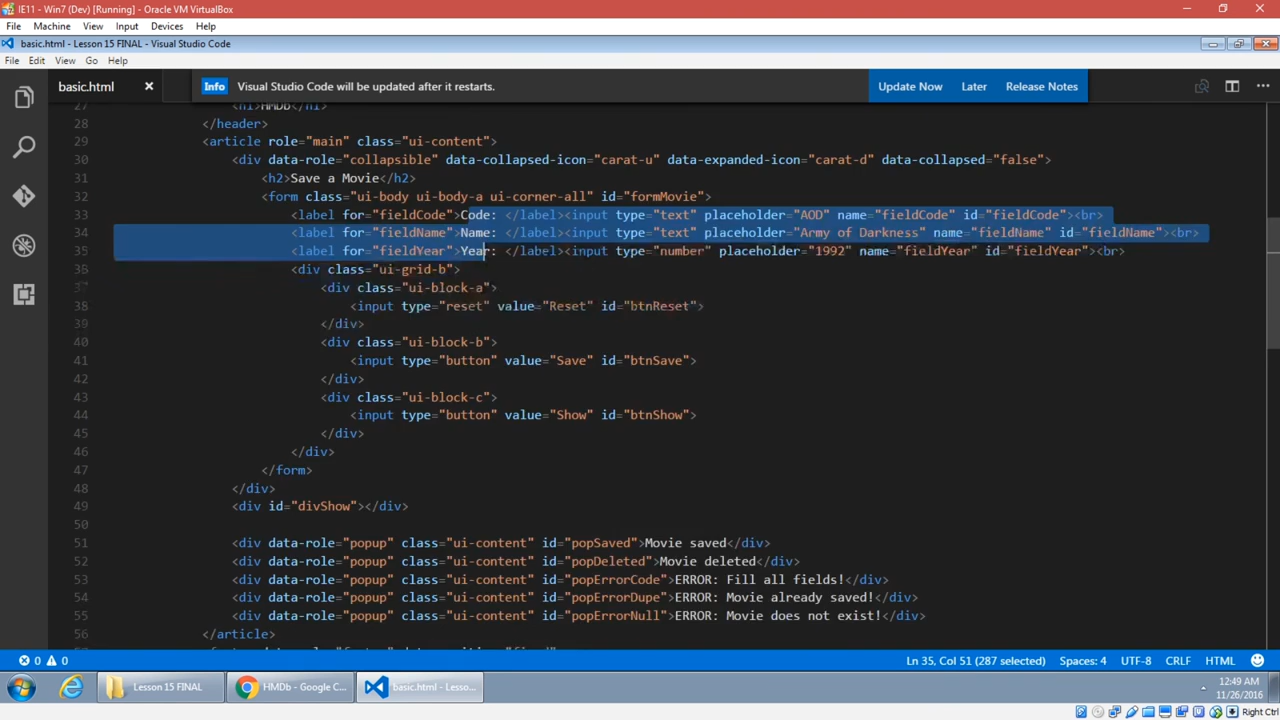 IE11 - Win7 (Dev) [Running] - Oracle VM VirtualBox
File Machine View Input Devices Help
basic.html - Lesson 15 FINAL - Visual Studio Code
File Edit View Go Help
basic.html Info Visual Studio Code will be updated after it restarts. Update Now Later Release Notes
27 <h1>HMDb</h1>
28 </header>
29 <article role="main" class="ui-content">
30 <div data-role="collapsible" data-collapsed-icon="carat-u" data-expanded-icon="carat-d" data-collapsed="false">
31 <h2>Save a Movie</h2>
32 <form class="ui-body ui-body-a ui-corner-all" id="formMovie">
33 <label for="fieldCode">Code: </label><input type="text" placeholder="AOD" name="fieldCode" id="fieldCode"><br>
34 <label for="fieldName">Name: </label><input type="text" placeholder="Army of Darkness" name="fieldName" id="fieldName"><br>
35 <label for="fieldYear">Year: </label><input type="number" placeholder="1992" name="fieldYear" id="fieldYear"><br>
36 <div class="ui-grid-b">
37 <div class="ui-block-a">
38 <input type="reset" value="Reset" id="btnReset">
39 </div>
40 <div class="ui-block-b">
41 <input type="button" value="Save" id="btnSave">
42 </div>
43 <div class="ui-block-c">
44 <input type="button" value="Show" id="btnShow">
45 </div>
46 </div>
47 </form>
48 </div>
49 <div id="divShow"></div>
50
51 <div data-role="popup" class="ui-content" id="popSaved">Movie saved</div>
52 <div data-role="popup" class="ui-content" id="popDeleted">Movie deleted</div>
53 <div data-role="popup" class="ui-content" id="popErrorCode">ERROR: Fill all fields!</div>
54 <div data-role="popup" class="ui-content" id="popErrorDupe">ERROR: Movie already saved!</div>
55 <div data-role="popup" class="ui-content" id="popErrorNull">ERROR: Movie does not exist!</div>
56 </article>
0 0 Ln 35, Col 51 (287 selected) Spaces: 4 UTF-8 CRLF HTML
Lesson 15 FINAL HMDb - Google C... basic.html - Lesso... 12:49 AM
11/26/2016
Right Ctrl